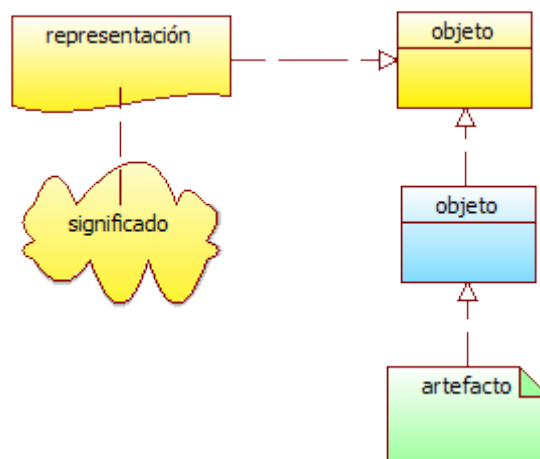 representación
objeto
significado
objeto
artefacto